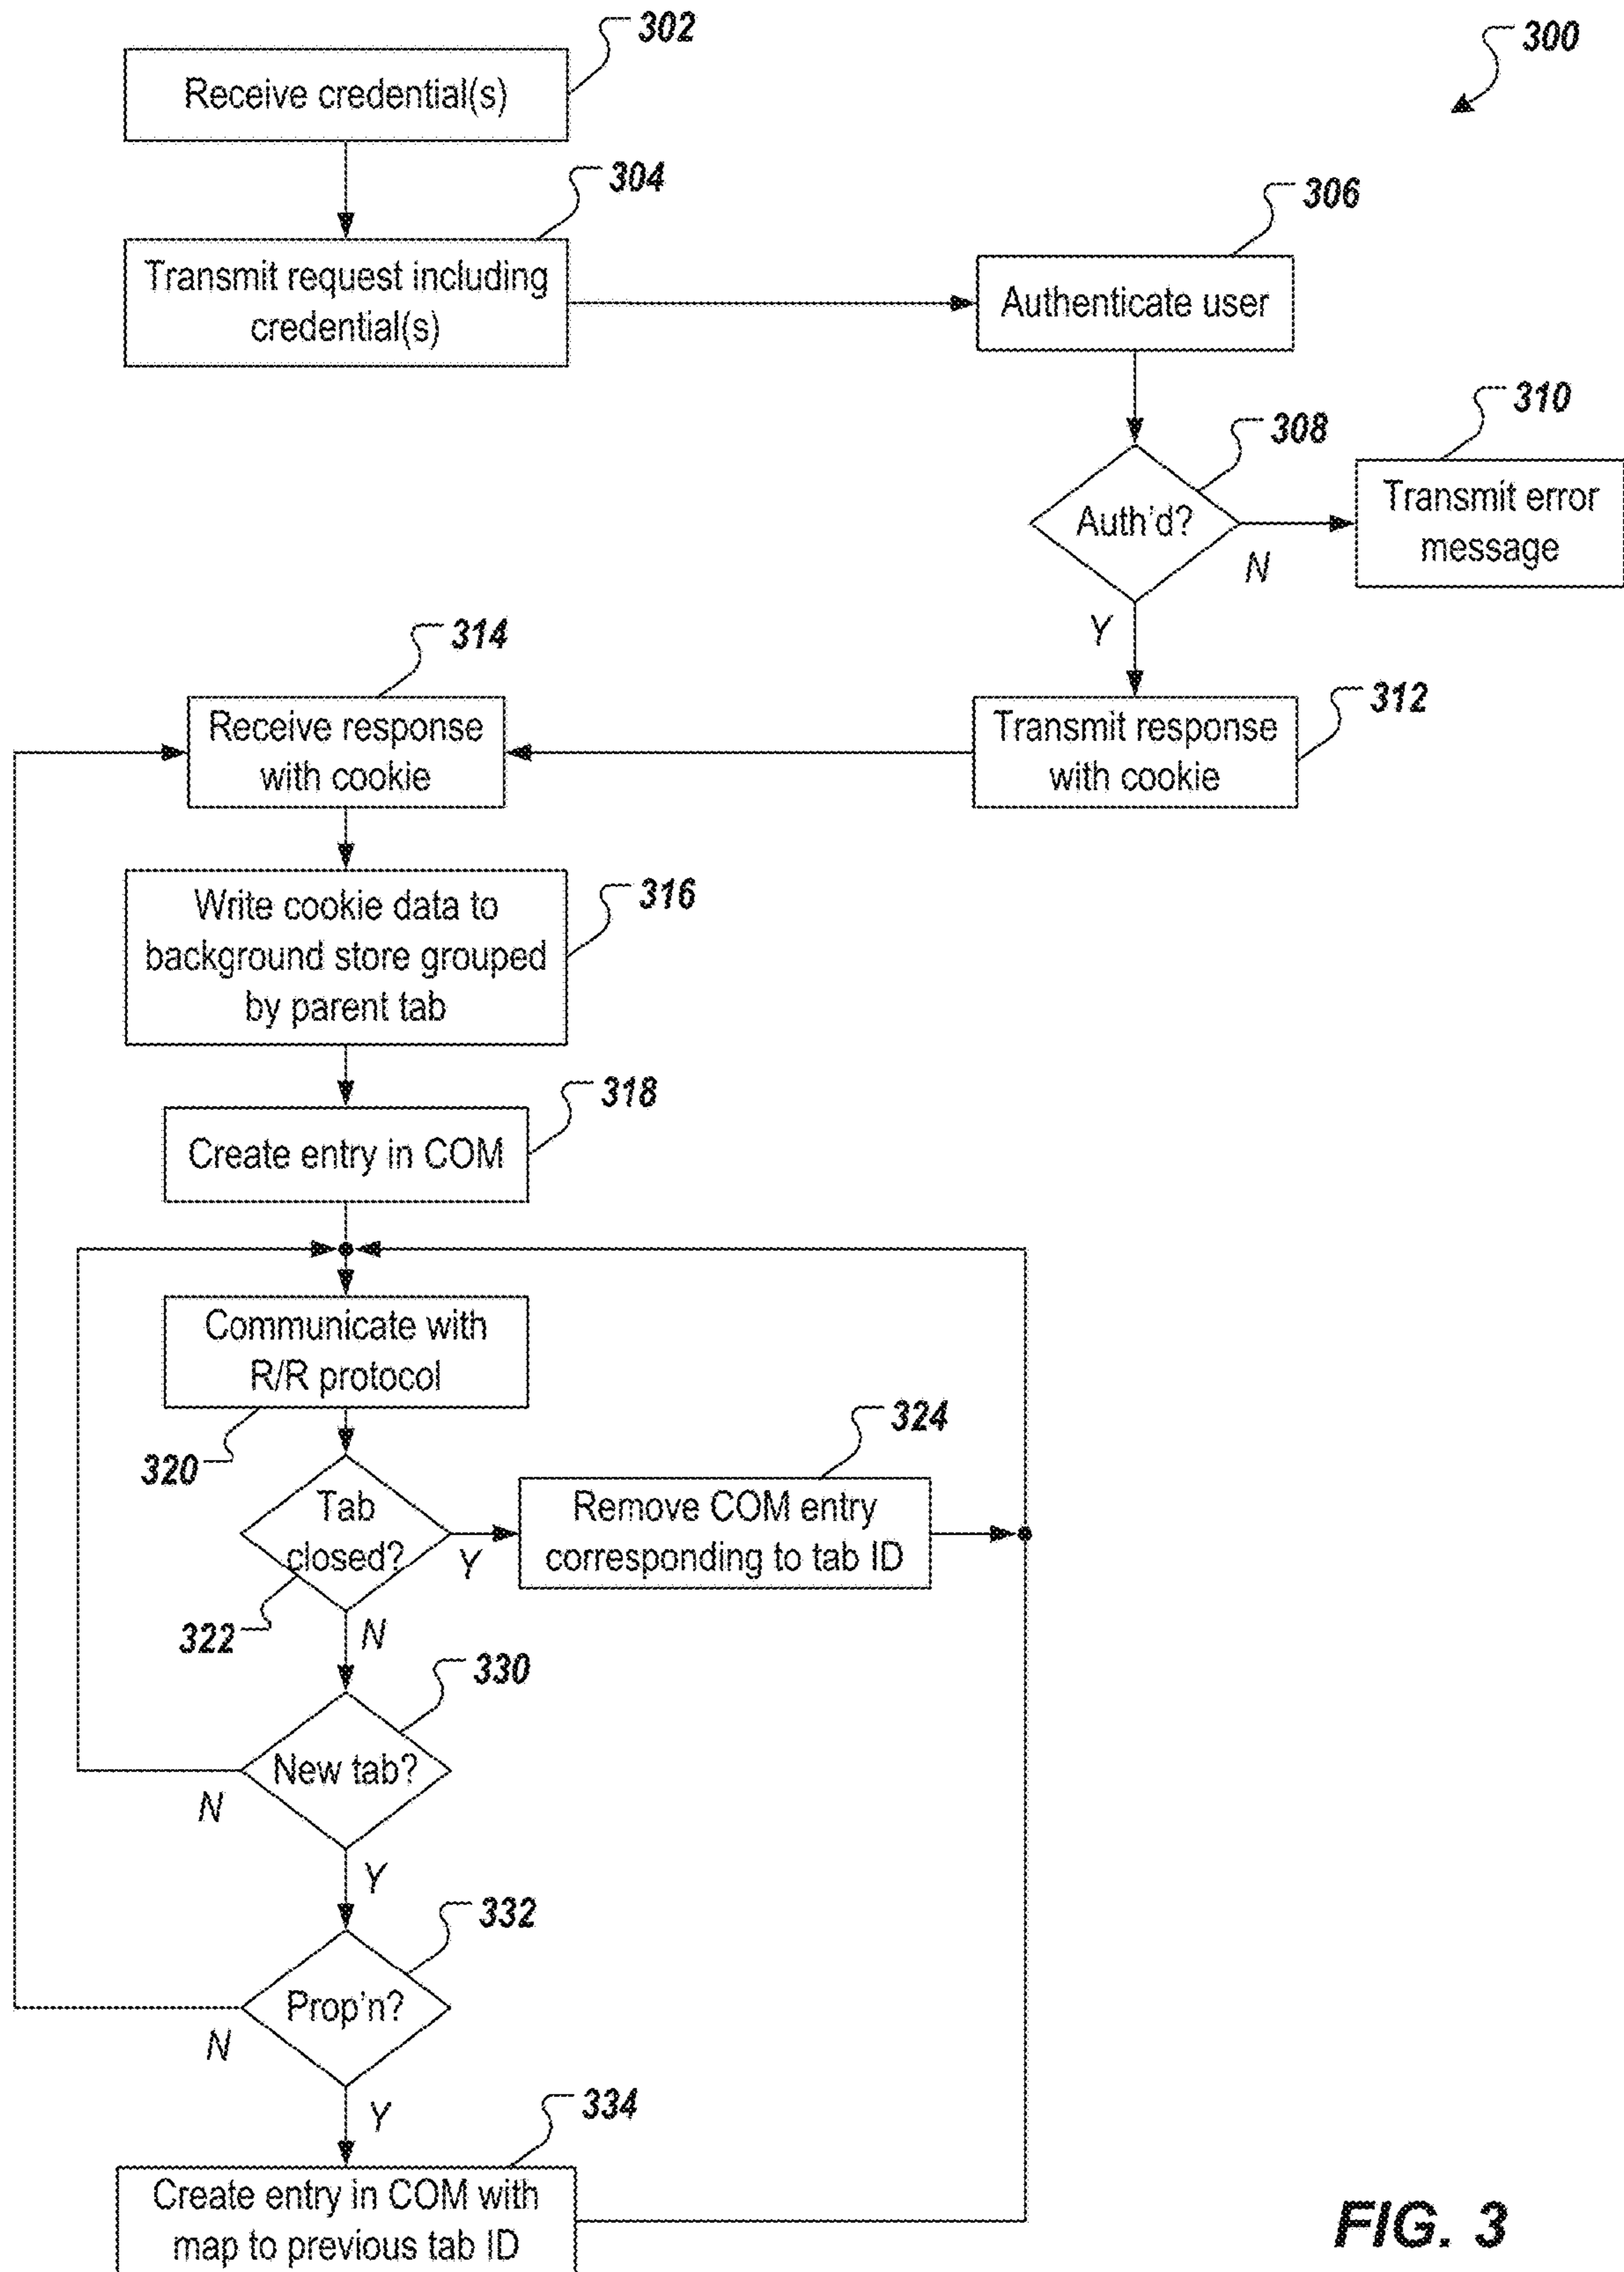 302
300
Receive credential(s)
304
306
Transmit request including
credential(s)
Authenticate user
310
308
Auth'd?
N
Transmit error
message
Y
314
312
Receive response
with cookie
Transmit response
with cookie
316
Write cookie data to
background store grouped
by parent tab
318
Create entry in COM
Communicate with
R/R protocol
320
324
Tab
closed?
Y
Remove COM entry
corresponding to tab ID
322
N
330
New tab?
N
Y
332
Prop'n?
N
Y
334
Create entry in COM with
map to previous tab ID
FIG. 3